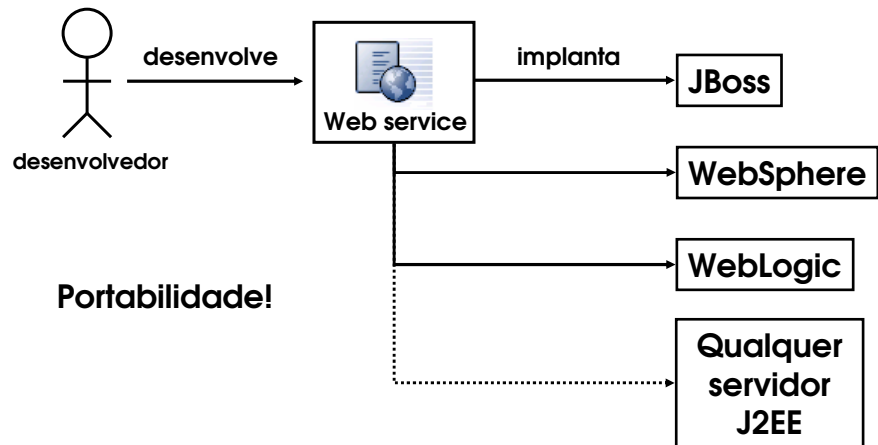 desenvolve
implanta
Web service
JBoss
desenvolvedor
WebSphere
WebLogic
Portabilidade!
Qualquer
servidor
J2EE